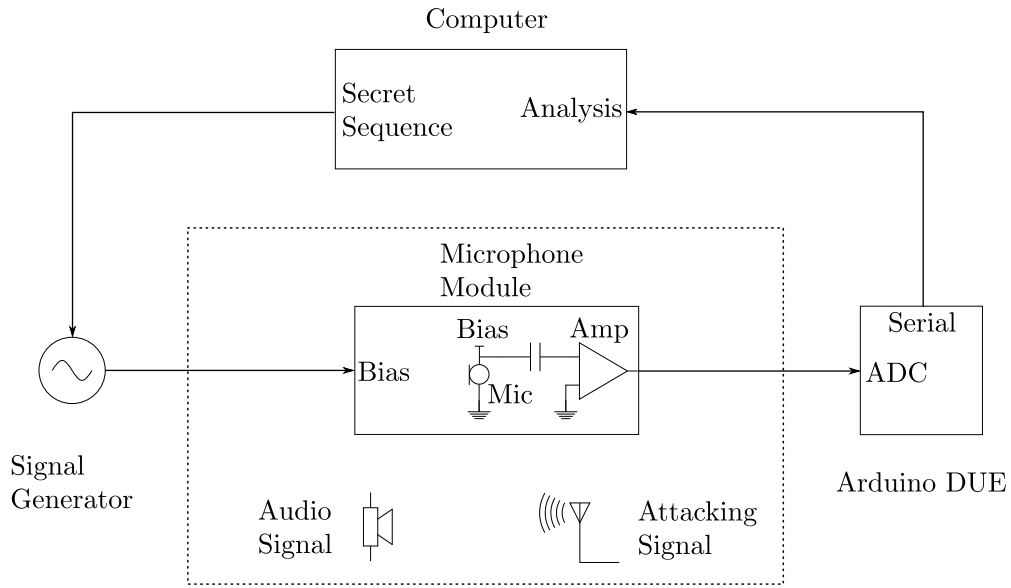 Computer
Secret
Sequence
Analysis
Microphone
Module
Bias
Amp
Bias
Mic
Serial
ADC
Signal
Generator
Arduino DUE
Audio
Signal
Attacking
Signal